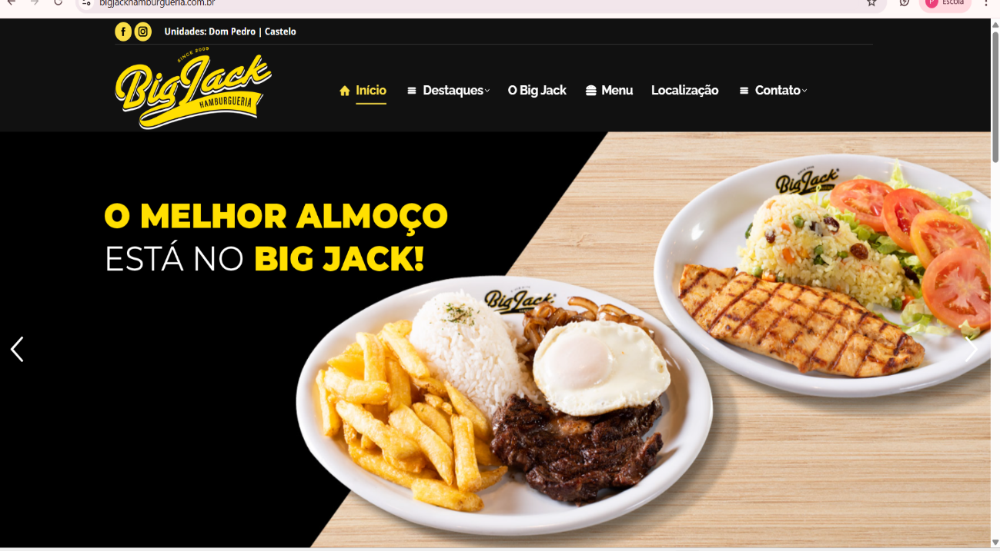 bigjackhamburgueria.com.br
Escola
Unidades: Dom Pedro | Castelo
SINCE 2009
Big Jack
HAMBURGUERIA
Início
Destaques
O Big Jack
Menu
Localização
Contato
O MELHOR ALMOÇO
ESTÁ NO BIG JACK!
Big Jack
Big Jack